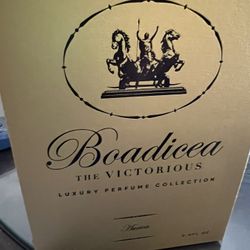 Boadicea
THE VICTORIOUS
LUXURY PERFUME COLLECTION